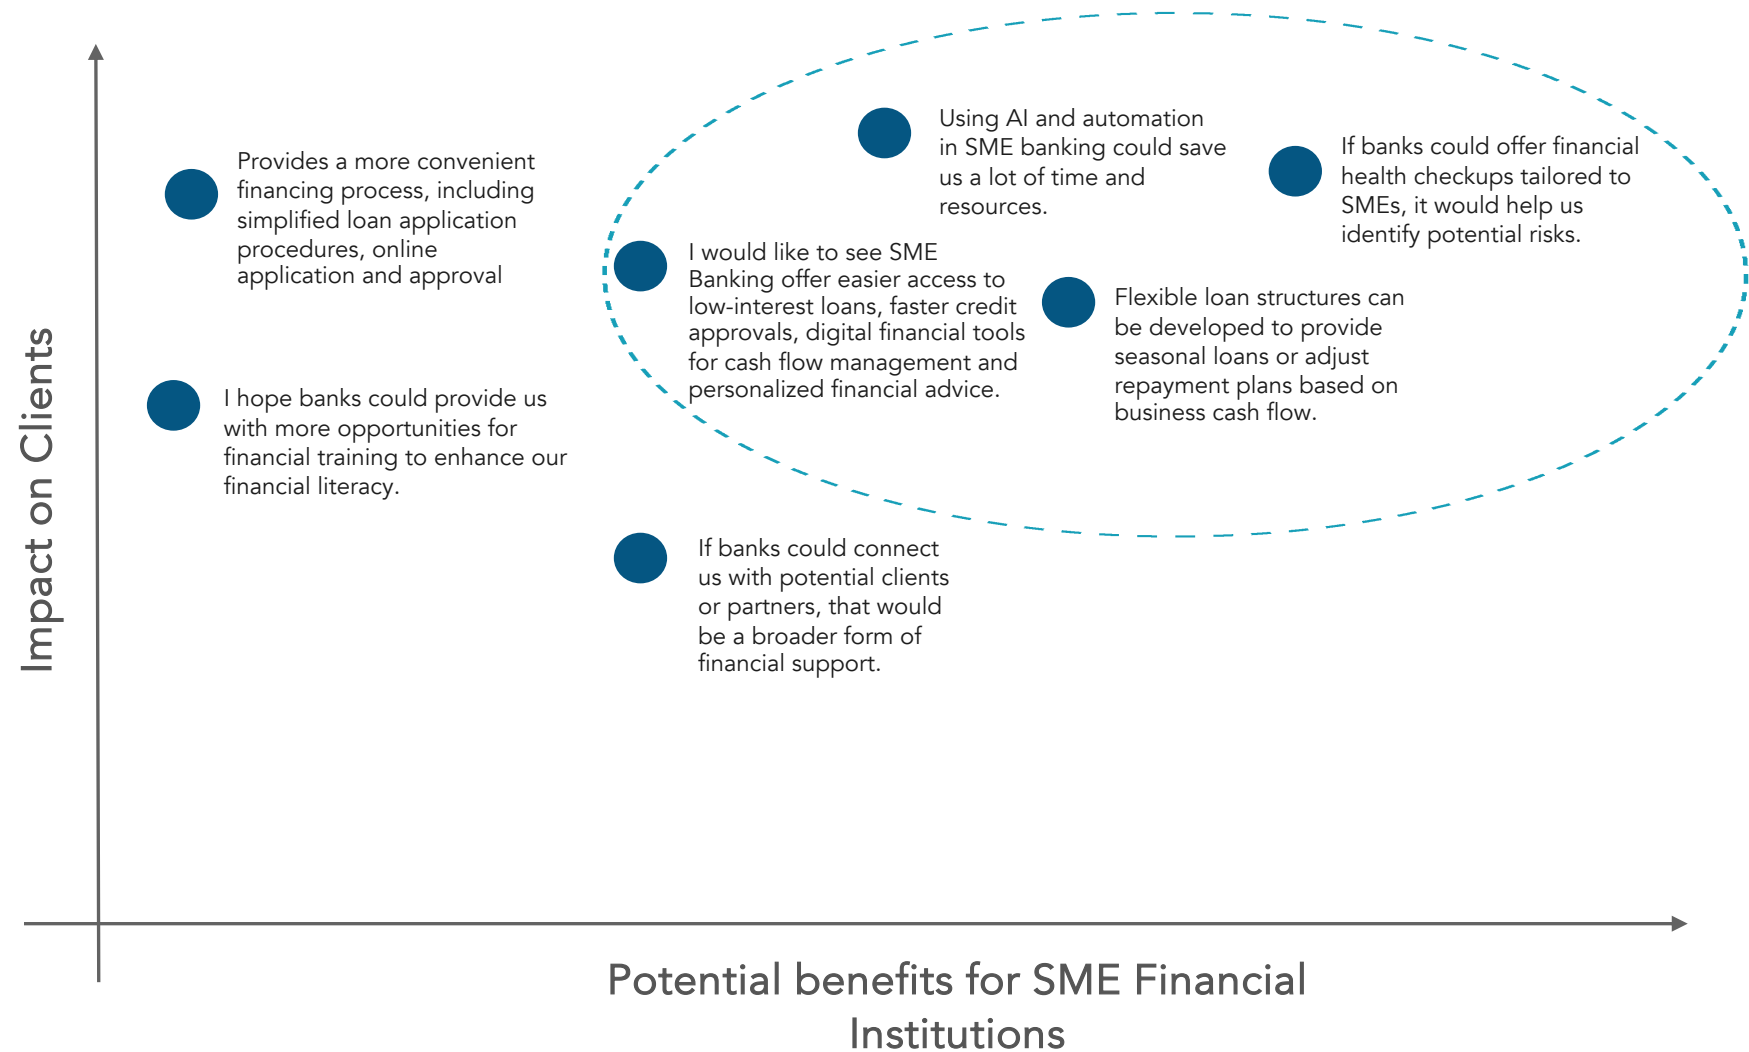 Impact on Clients
Provides a more convenient
financing process, including
simplified loan application
procedures, online
application and approval
Using AI and automation
in SME banking could save
us a lot of time and
resources.
If banks could offer financial
health checkups tailored to
SMEs, it would help us
identify potential risks.
I would like to see SME
Banking offer easier access to
low-interest loans, faster credit
approvals, digital financial tools
for cash flow management and
personalized financial advice.
Flexible loan structures can
be developed to provide
seasonal loans or adjust
repayment plans based on
business cash flow.
I hope banks could provide us
with more opportunities for
financial training to enhance our
financial literacy.
If banks could connect
us with potential clients
or partners, that would
be a broader form of
financial support.
Potential benefits for SME Financial
Institutions